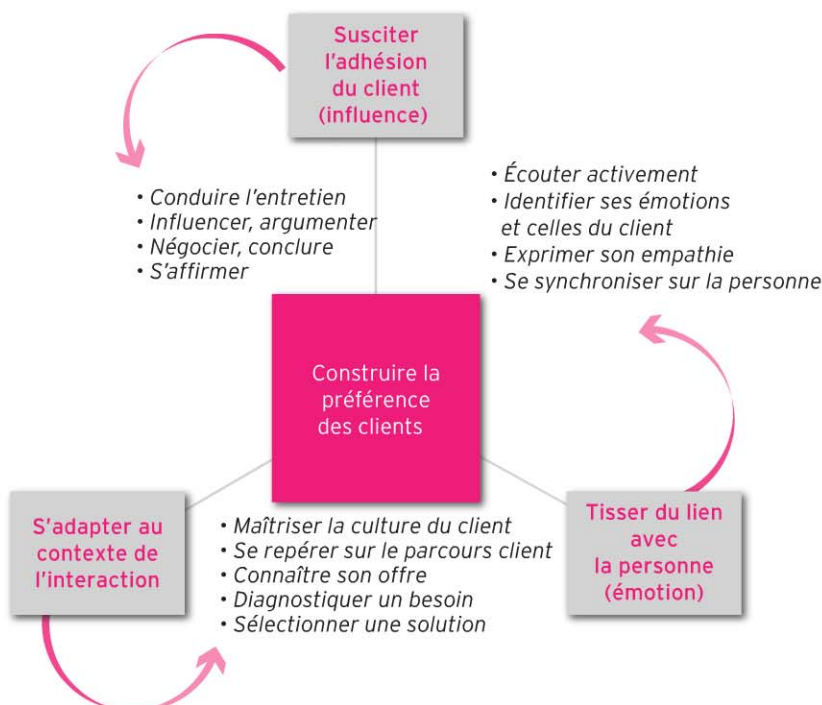 Susciter
l'adhésion
du client
(influence)
• Conduire l'entretien
• Influencer, argumenter
• Négocier, conclure
• S'affirmer
• Écouter activement
• Identifier ses émotions
et celles du client
• Exprimer son empathie
• Se synchroniser sur la personne
Construire la
préférence
des clients
S'adapter au
contexte de
l'interaction
• Maîtriser la culture du client
• Se repérer sur le parcours client
• Connaître son offre
• Diagnostiquer un besoin
• Sélectionner une solution
Tisser du lien
avec
la personne
(émotion)